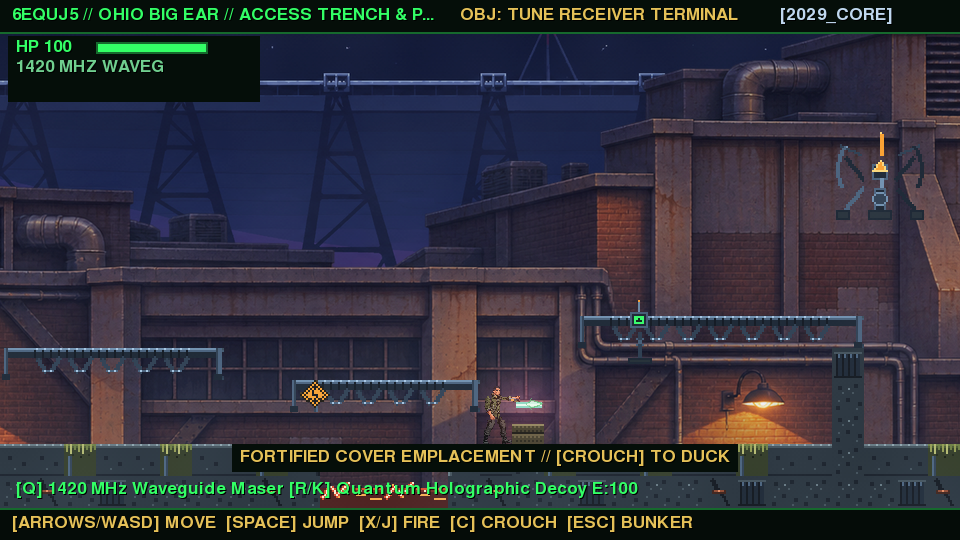 6EQUJ5 // OHIO BIG EAR // ACCESS TRENCH & P... OBJ: TUNE RECEIVER TERMINAL [2029_CORE]
HP 100
1420 MHZ WAVEG
FORTIFIED COVER EMPLACEMENT // [CROUCH] TO DUCK
[Q] 1420 MHz Waveguide Maser [R/K] Quantum Holographic Decoy E:100
[ARROWS/WASD] MOVE [SPACE] JUMP [X/J] FIRE [C] CROUCH [ESC] BUNKER